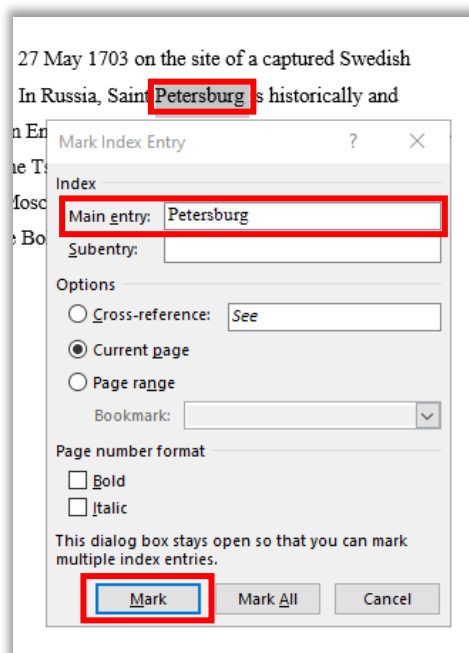 27 May 1703 on the site of a captured Swedish
In Russia, Saint Petersburg is historically and
Mark Index Entry ? ×
Index
Main entry: Petersburg
Subentry:
Options
Cross-reference: See
Current page
Page range
Bookmark:
Page number format
Bold
Italic
This dialog box stays open so that you can mark
multiple index entries.
Mark Mark All Cancel